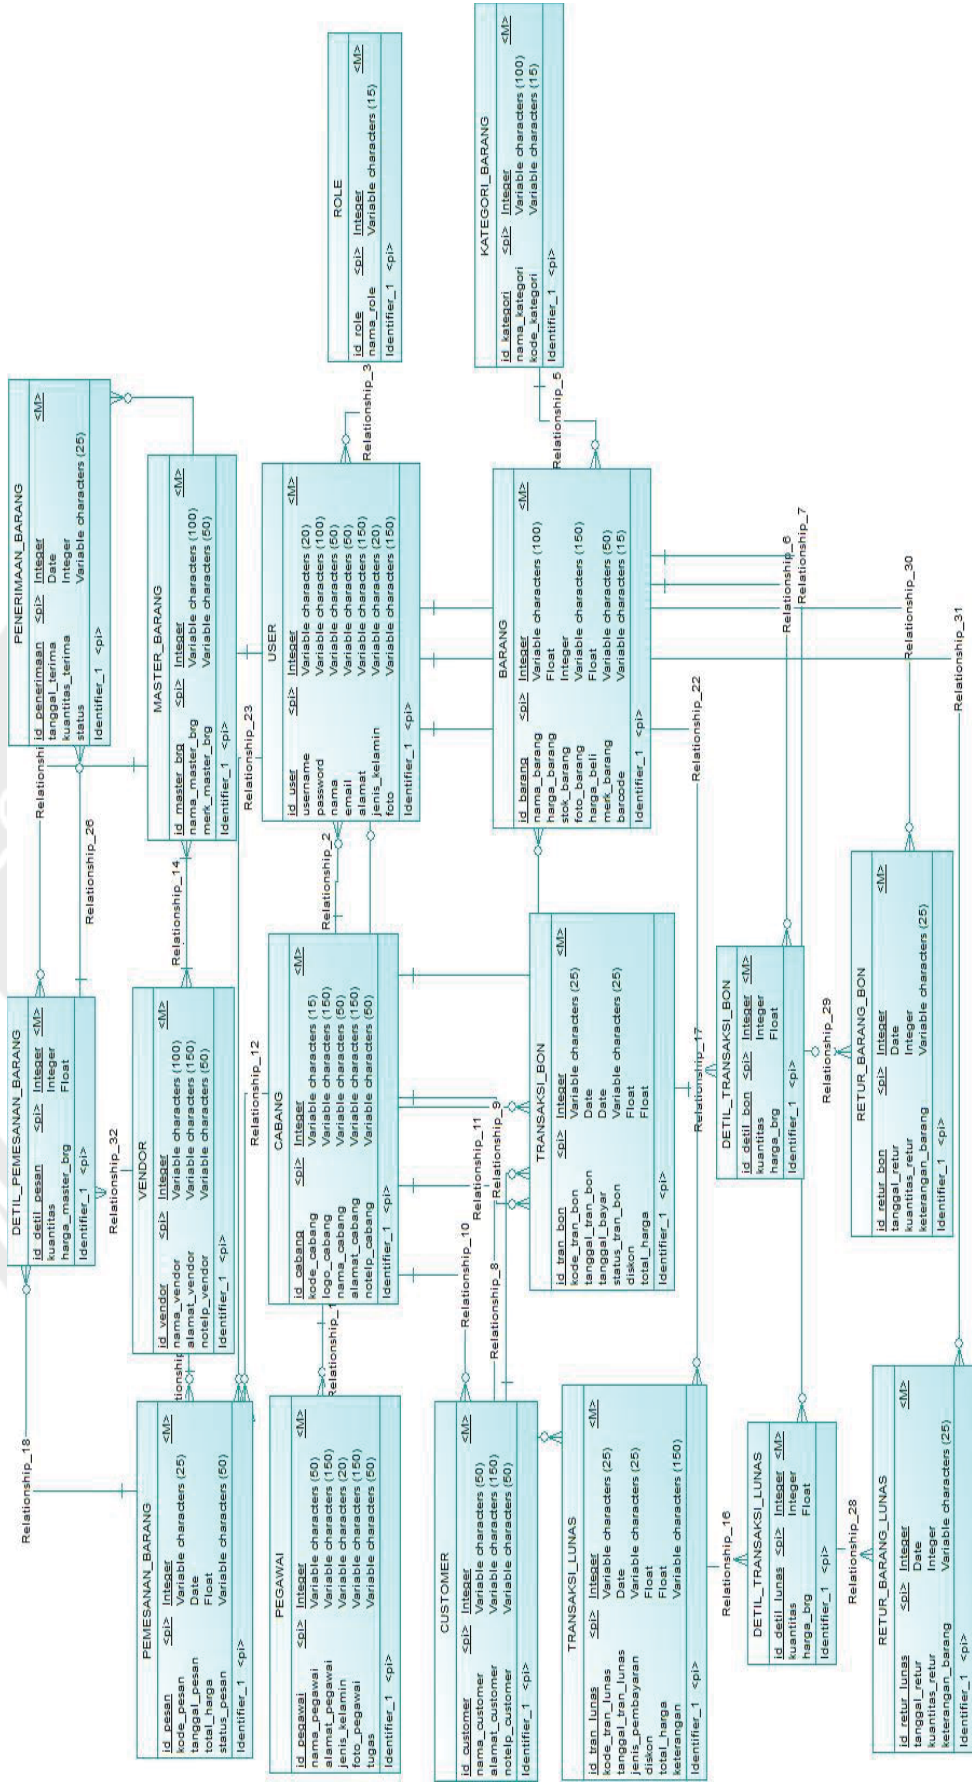 PENERIMAAN_BARANG
id_penerimaan <pi> Integer <M>
tanggal_terima Date
kuantitas_terima Integer
status Variable characters (25)
Identifier_1 <pi>
ROLE
id_role <pi> Integer <M>
nama_role Variable characters (15)
Identifier_1 <pi>
KATEGORI_BARANG
id_kategori <pi> Integer <M>
nama_kategori Variable characters (100)
kode_kategori Variable characters (15)
Identifier_1 <pi>
MASTER_BARANG
id_master_brg <pi> Integer <M>
nama_master_brg Variable characters (100)
merk_master_brg Variable characters (50)
Identifier_1 <pi>
USER
id_user <pi> Integer <M>
username Variable characters (20)
password Variable characters (100)
nama Variable characters (50)
email Variable characters (50)
alamat Variable characters (150)
jenis_kelamin Variable characters (20)
foto Variable characters (150)
Identifier_1 <pi>
BARANG
id_barang <pi> Integer <M>
nama_barang Variable characters (100)
harga_barang Float
stok_barang Integer
foto_barang Variable characters (150)
harga_beli Float
merk_barang Variable characters (50)
barcode Variable characters (15)
Identifier_1 <pi>
DETIL_PEMESANAN_BARANG
id_detil_pesan <pi> Integer <M>
kuantitas Integer
harga_master_brg Float
Identifier_1 <pi>
VENDOR
id_vendor <pi> Integer <M>
nama_vendor Variable characters (100)
alamat_vendor Variable characters (150)
notelp_vendor Variable characters (50)
Identifier_1 <pi>
CABANG
id_cabang <pi> Integer <M>
kode_cabang Variable characters (15)
logo_cabang Variable characters (150)
nama_cabang Variable characters (50)
alamat_cabang Variable characters (150)
notelp_cabang Variable characters (50)
Identifier_1 <pi>
TRANSAKSI_BON
id_tran_bon <pi> Integer <M>
kode_tran_bon Variable characters (25)
tanggal_tran_bon Date
tanggal_bayar Date
status_tran_bon Variable characters (25)
diskon Float
total_harga Float
Identifier_1 <pi>
DETIL_TRANSAKSI_BON
id_detil_bon <pi> Integer <M>
kuantitas Integer
harga_brg Float
Identifier_1 <pi>
RETUR_BARANG_BON
id_retur_bon <pi> Integer <M>
tanggal_retur Date
kuantitas_retur Integer
keterangan_barang Variable characters (25)
Identifier_1 <pi>
PEMESANAN_BARANG
id_pesan <pi> Integer <M>
kode_pesan Variable characters (25)
tanggal_pesan Date
total_harga Float
status_pesan Variable characters (50)
Identifier_1 <pi>
PEGAWAI
id_pegawai <pi> Integer <M>
nama_pegawai Variable characters (50)
alamat_pegawai Variable characters (150)
jenis_kelamin Variable characters (20)
foto_pegawai Variable characters (150)
tugas Variable characters (50)
Identifier_1 <pi>
CUSTOMER
id_customer <pi> Integer <M>
nama_customer Variable characters (50)
alamat_customer Variable characters (150)
notelp_customer Variable characters (50)
Identifier_1 <pi>
TRANSAKSI_LUNAS
id_tran_lunas <pi> Integer <M>
kode_tran_lunas Variable characters (25)
tanggal_tran_lunas Date
jenis_pembayaran Variable characters (25)
diskon Float
total_harga Float
keterangan Variable characters (150)
Identifier_1 <pi>
DETIL_TRANSAKSI_LUNAS
id_detil_lunas <pi> Integer <M>
kuantitas Integer
harga_brg Float
Identifier_1 <pi>
RETUR_BARANG_LUNAS
id_retur_lunas <pi> Integer <M>
tanggal_retur Date
kuantitas_retur Integer
keterangan_barang Variable characters (25)
Identifier_1 <pi>
Relationship_3
Relationship_5
Relationship_6
Relationship_7
Relationship_30
Relationship_31
Relationship_23
Relationship_22
Relationship_2
Relationship_14
Relationship_26
Relationship
Relationship_32
Relationship_12
Relationship_17
Relationship_29
Relationship_9
Relationship_11
Relationship_8
Relationship_10
Relationship_1
tionship
Relationship_18
Relationship_16
Relationship_28